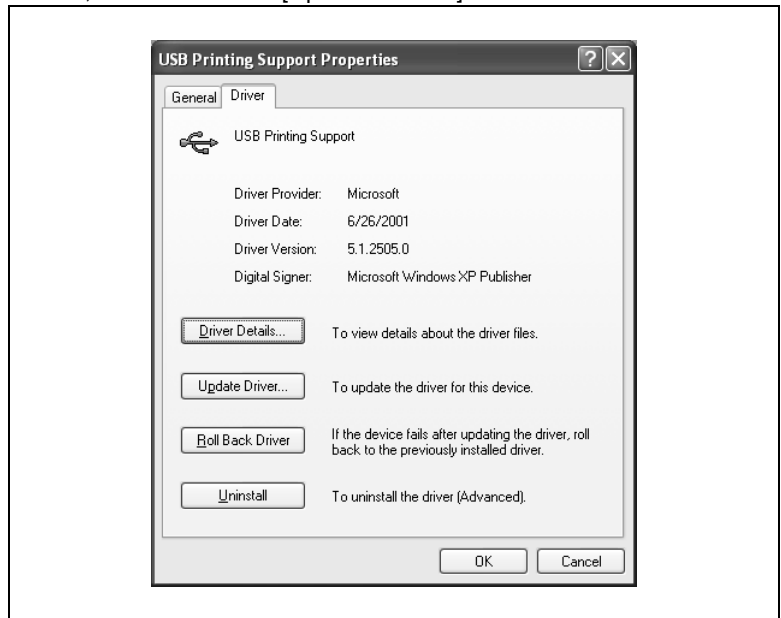 USB Printing Support Properties
General Driver
USB Printing Support
Driver Provider: Microsoft
Driver Date: 6/26/2001
Driver Version: 5.1.2505.0
Digital Signer: Microsoft Windows XP Publisher
Driver Details... To view details about the driver files.
Update Driver... To update the driver for this device.
Roll Back Driver If the device fails after updating the driver, roll
back to the previously installed driver.
Uninstall To uninstall the driver (Advanced).
OK Cancel